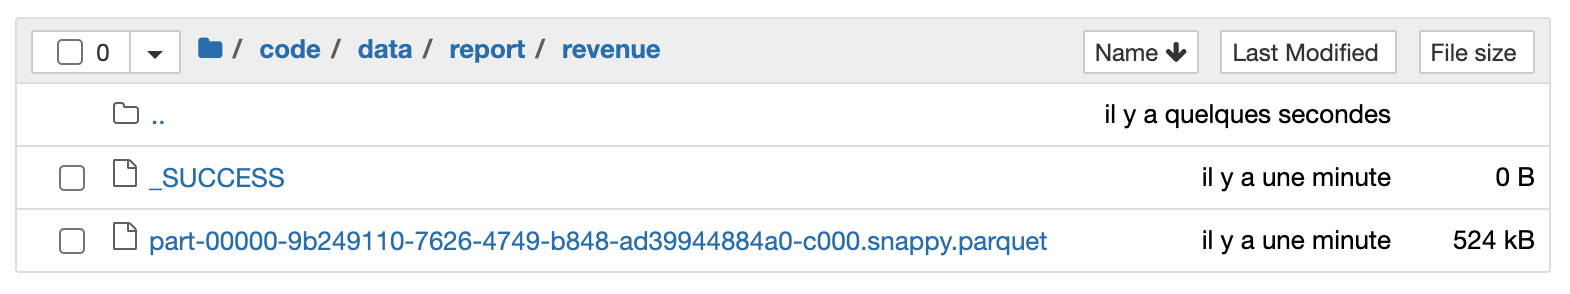 0 / code / data / report / revenue Name Last Modified File size
.. il y a quelques secondes
_SUCCESS il y a une minute 0 B
part-00000-9b249110-7626-4749-b848-ad39944884a0-c000.snappy.parquet il y a une minute 524 kB